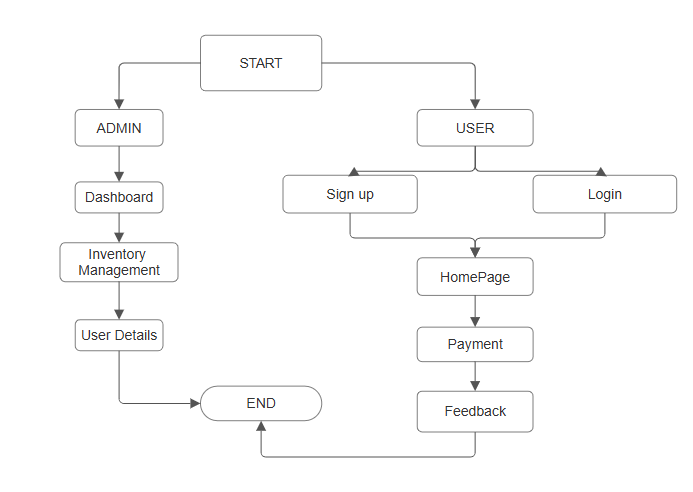 START
ADMIN
USER
Dashboard
Sign up
Login
Inventory
Management
HomePage
User Details
Payment
END
Feedback